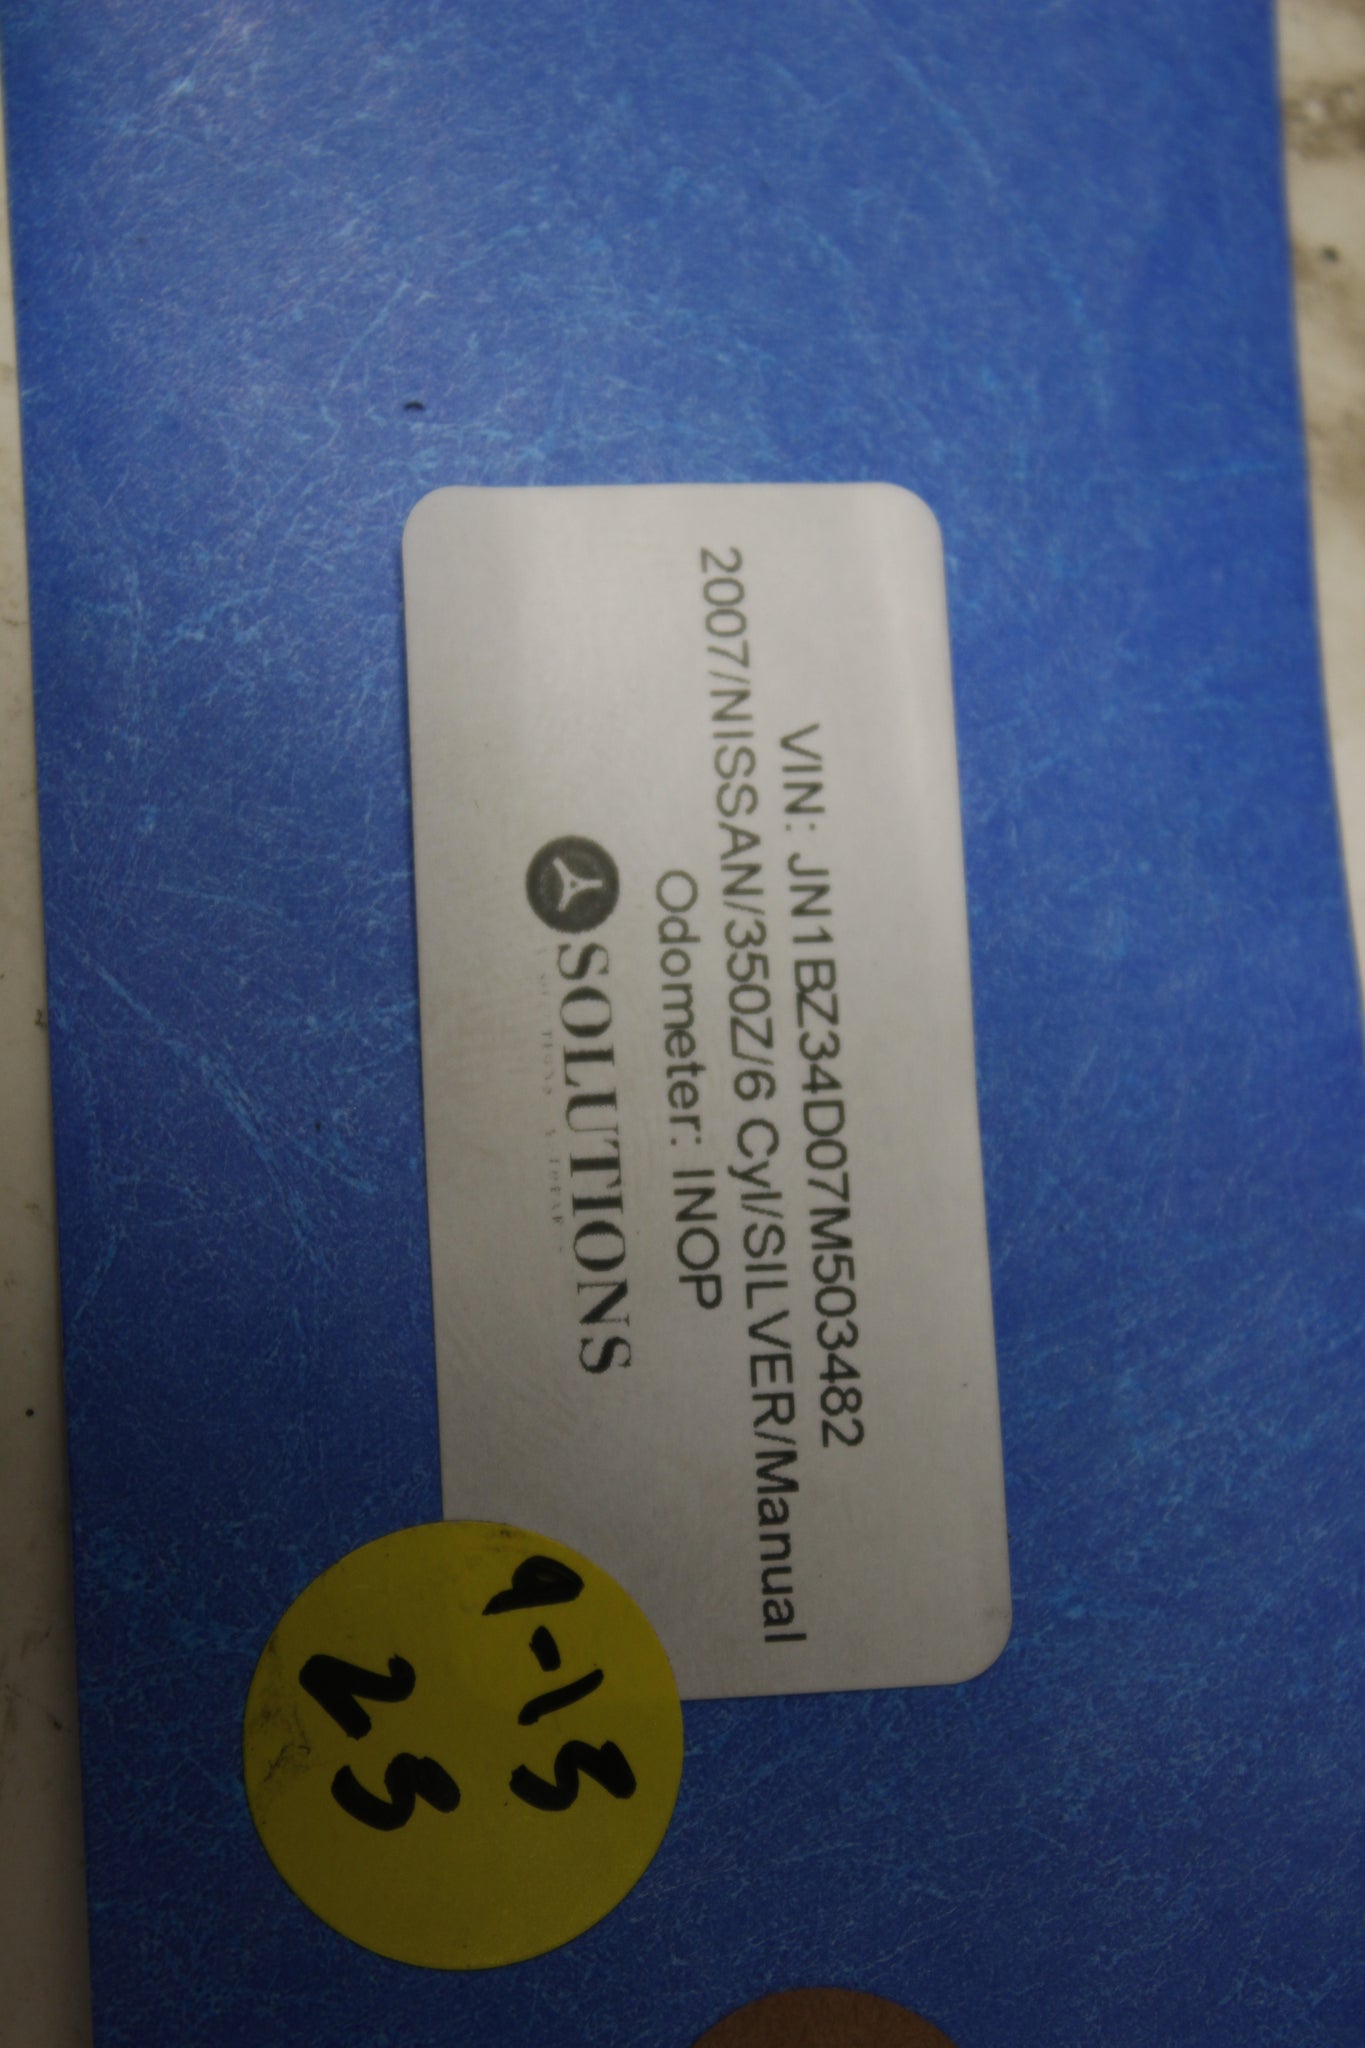 VIN: JN1BZ34D07M503482
2007/NISSAN/350Z/6 Cyl/SILVER/Manual
Odometer: INOP
SOLUTIONS
9-13
23